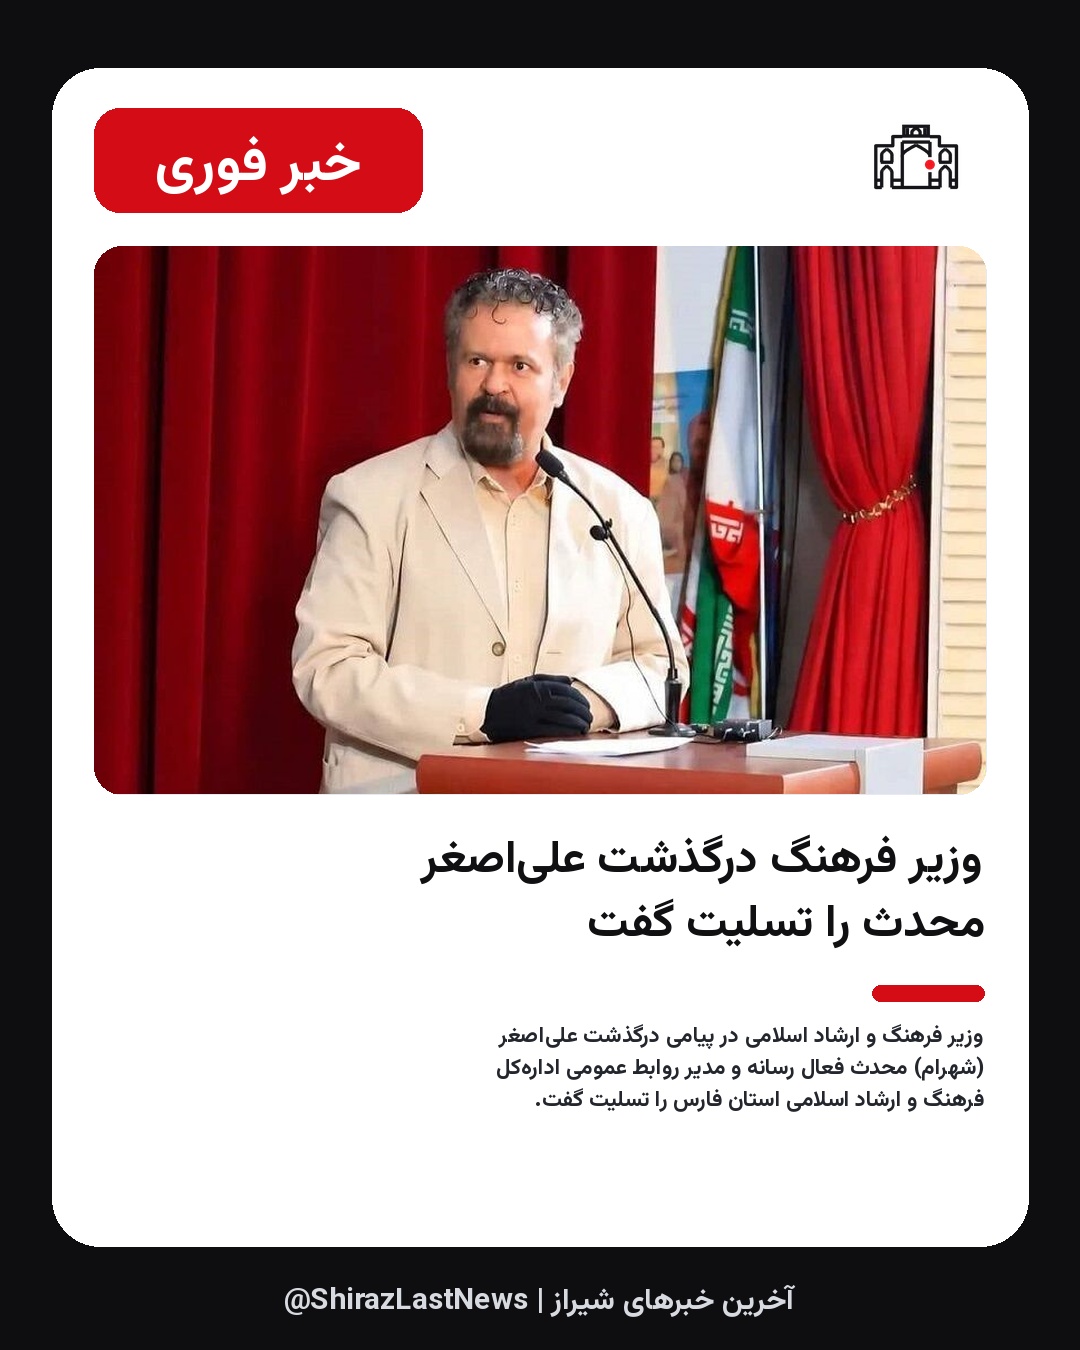 خبر فوری
وزیر فرهنگ درگذشت علی‌اصغر
محدث را تسلیت گفت
وزیر فرهنگ و ارشاد اسلامی در پیامی درگذشت علی‌اصغر
(شهرام) محدث فعال رسانه و مدیر روابط عمومی اداره‌کل
فرهنگ و ارشاد اسلامی استان فارس را تسلیت گفت.
آخرین خبرهای شیراز | @ShirazLastNews